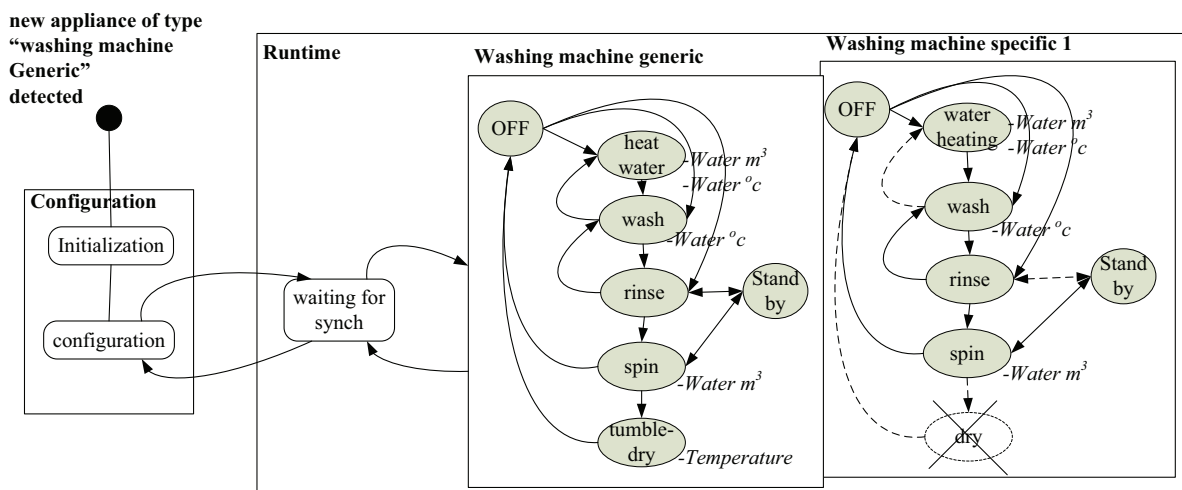 new appliance of type
“washing machine
Generic”
detected
Configuration
Initialization
configuration
Runtime
waiting for
synch
Washing machine generic
OFF
heat
water
-Water m³
-Water °c
wash
-Water °c
rinse
Stand
by
spin
-Water m³
tumble-
dry
-Temperature
Washing machine specific 1
OFF
water
heating
-Water m³
-Water °c
wash
-Water °c
rinse
Stand
by
spin
-Water m³
dry